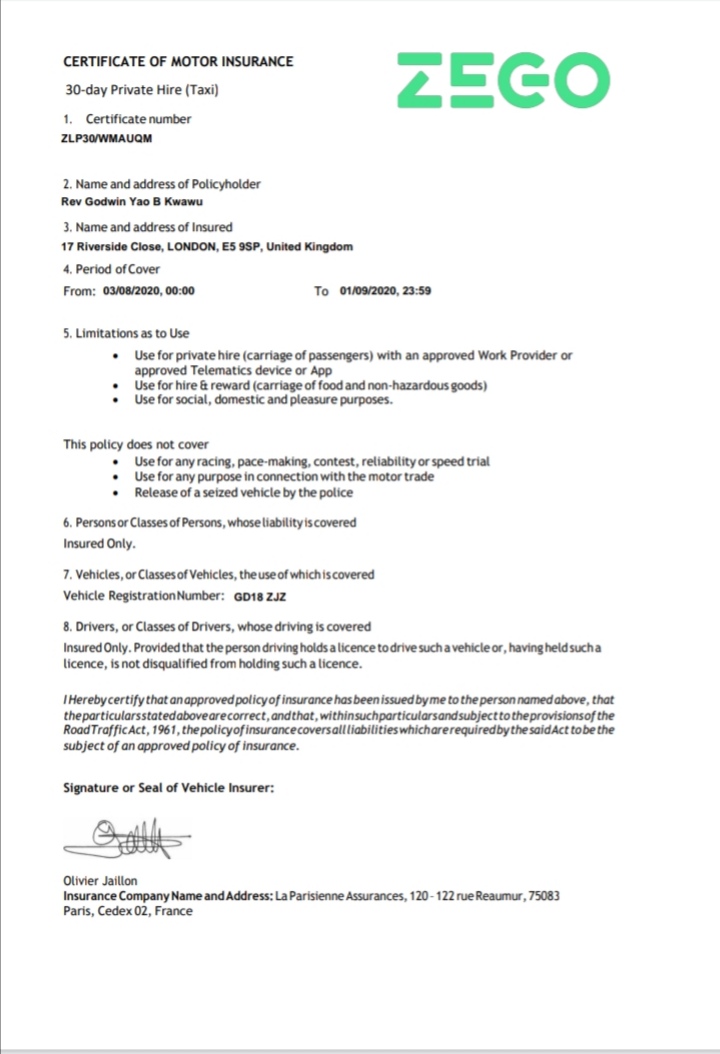 CERTIFICATE OF MOTOR INSURANCE
ZEGO
30-day Private Hire (Taxi)
1. Certificate number
ZLP30/WMAUQM
2. Name and address of Policyholder
Rev Godwin Yao B Kwawu
3. Name and address of Insured
17 Riverside Close, LONDON, E5 9SP, United Kingdom
4. Period of Cover
From: 03/08/2020, 00:00 To 01/09/2020, 23:59
5. Limitations as to Use
• Use for private hire (carriage of passengers) with an approved Work Provider or
approved Telematics device or App
• Use for hire & reward (carriage of food and non-hazardous goods)
• Use for social, domestic and pleasure purposes.
This policy does not cover
• Use for any racing, pace-making, contest, reliability or speed trial
• Use for any purpose in connection with the motor trade
• Release of a seized vehicle by the police
6. Persons or Classes of Persons, whose liability is covered
Insured Only.
7. Vehicles, or Classes of Vehicles, the use of which is covered
Vehicle Registration Number: GD18 ZJZ
8. Drivers, or Classes of Drivers, whose driving is covered
Insured Only. Provided that the person driving holds a licence to drive such a vehicle or, having held such a
licence, is not disqualified from holding such a licence.
I Hereby certify that an approved policy of insurance has been issued by me to the person named above, that
the particulars stated above are correct, and that, within such particulars and subject to the provisions of the
Road Traffic Act, 1961, the policy of insurance covers all liabilities which are required by the said Act to be the
subject of an approved policy of insurance.
Signature or Seal of Vehicle Insurer:
Olivier Jaillon
Insurance Company Name and Address: La Parisienne Assurances, 120 - 122 rue Reaumur, 75083
Paris, Cedex 02, France